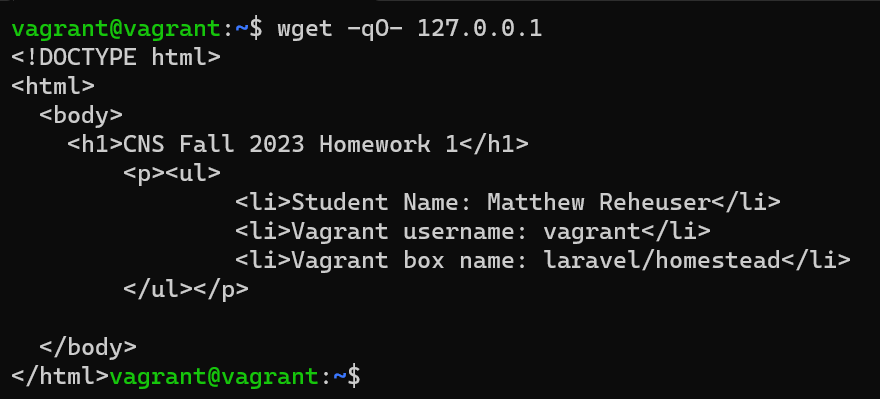 vagrant@vagrant:~$ wget -qO- 127.0.0.1
<!DOCTYPE html>
<html>
  <body>
    <h1>CNS Fall 2023 Homework 1</h1>
        <p><ul>
                <li>Student Name: Matthew Reheuser</li>
                <li>Vagrant username: vagrant</li>
                <li>Vagrant box name: laravel/homestead</li>
        </ul></p>

  </body>
</html>vagrant@vagrant:~$